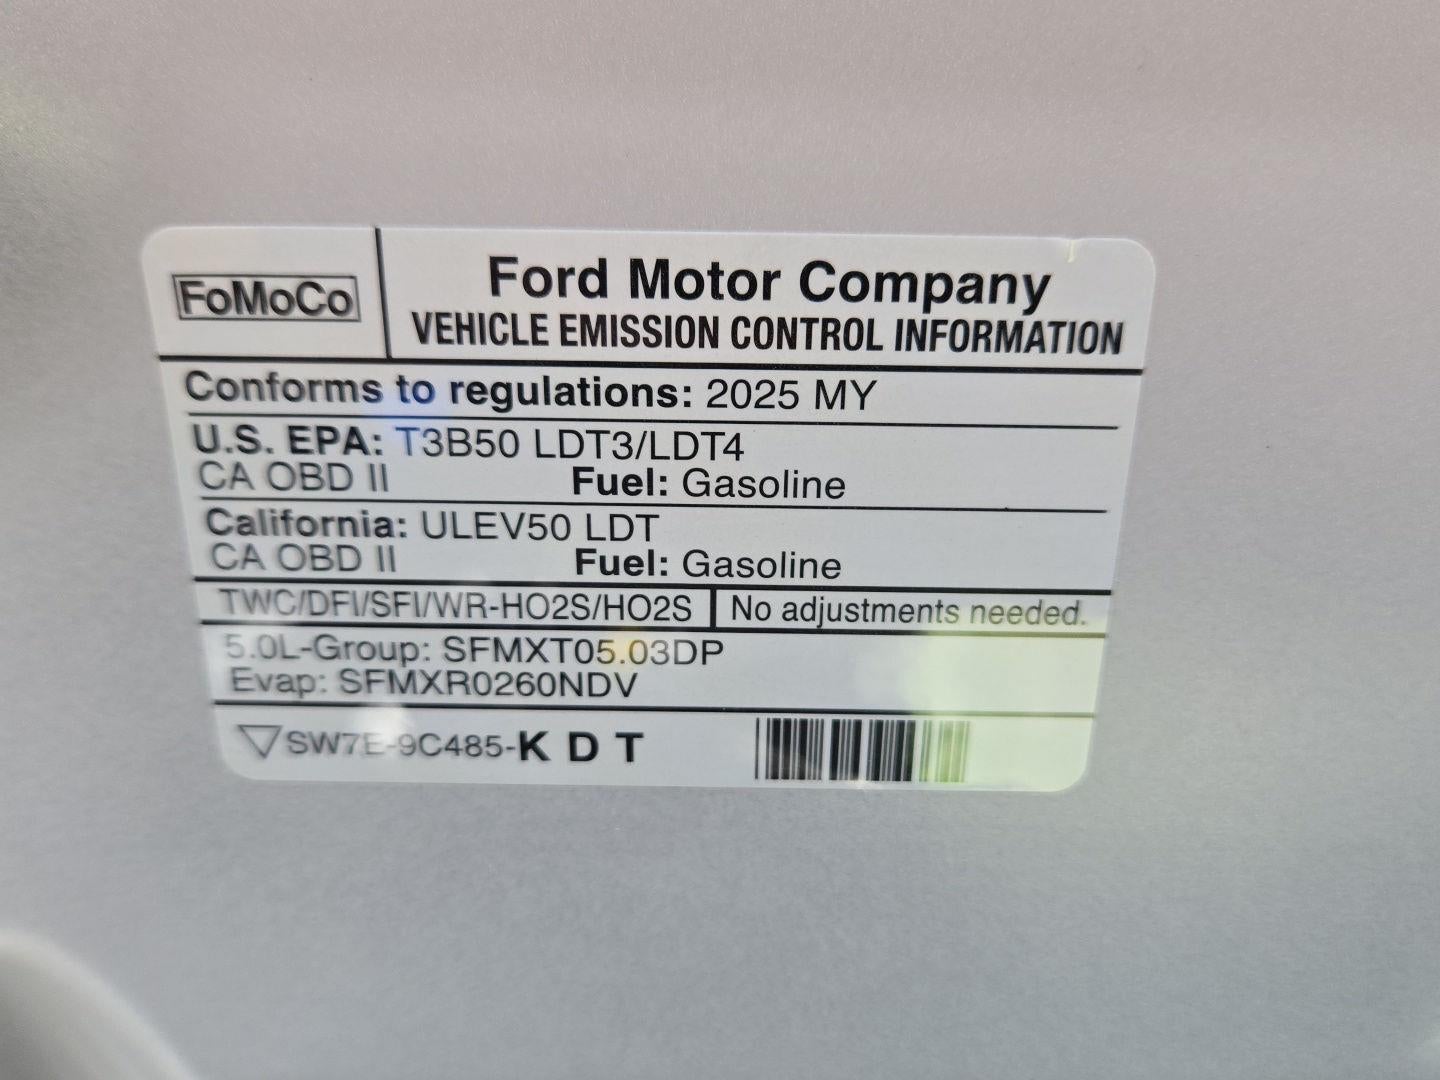 FoMoCo
Ford Motor Company
VEHICLE EMISSION CONTROL INFORMATION
Conforms to regulations: 2025 MY
U.S. EPA: T3B50 LDT3/LDT4
CA OBD II Fuel: Gasoline
California: ULEV50 LDT
CA OBD II Fuel: Gasoline
TWC/DFI/SFI/WR-HO2S/HO2S No adjustments needed.
5.0L-Group: SFMXT05.03DP
Evap: SFMXR0260NDV
SW7E-9C485-K D T